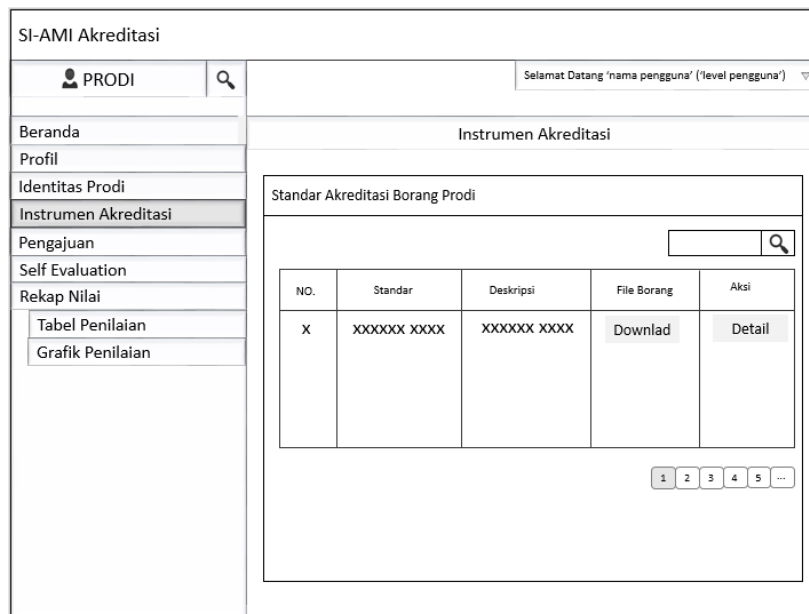 SI-AMI Akreditasi
PRODI
Selamat Datang 'nama pengguna' ('level pengguna')
Beranda
Profil
Identitas Prodi
Instrumen Akreditasi
Pengajuan
Self Evaluation
Rekap Nilai
Tabel Penilaian
Grafik Penilaian
Instrumen Akreditasi
Standar Akreditasi Borang Prodi
NO. Standar Deskripsi File Borang Aksi
X XXXXXX XXXX XXXXXX XXXX Downlad Detail
1 2 3 4 5 ...